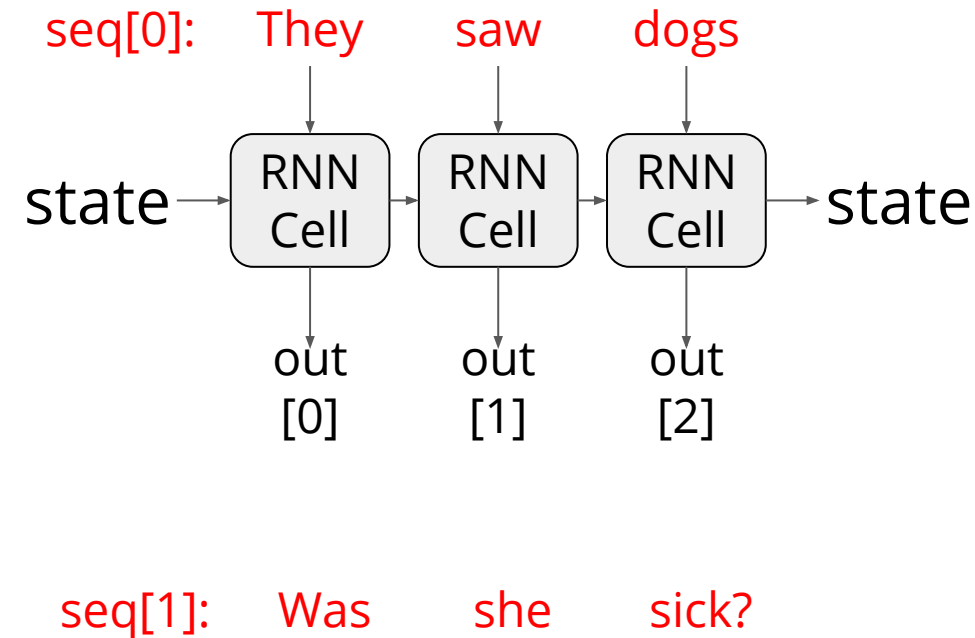 seq[0]: They saw dogs
state RNN Cell RNN Cell RNN Cell state
out [0] out [1] out [2]
seq[1]: Was she sick?